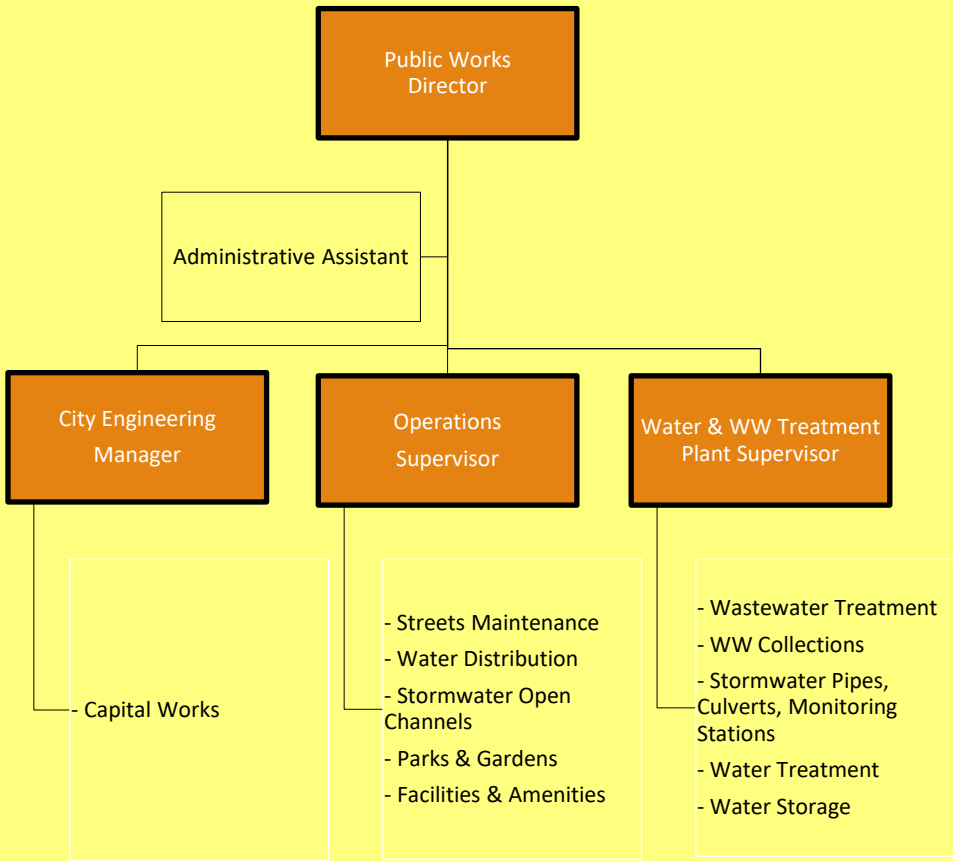 Public Works
Director
Administrative Assistant
City Engineering
Manager
Operations
Supervisor
Water & WW Treatment
Plant Supervisor
- Capital Works
- Streets Maintenance
- Water Distribution
- Stormwater Open
Channels
- Parks & Gardens
- Facilities & Amenities
- Wastewater Treatment
- WW Collections
- Stormwater Pipes,
Culverts, Monitoring
Stations
- Water Treatment
- Water Storage